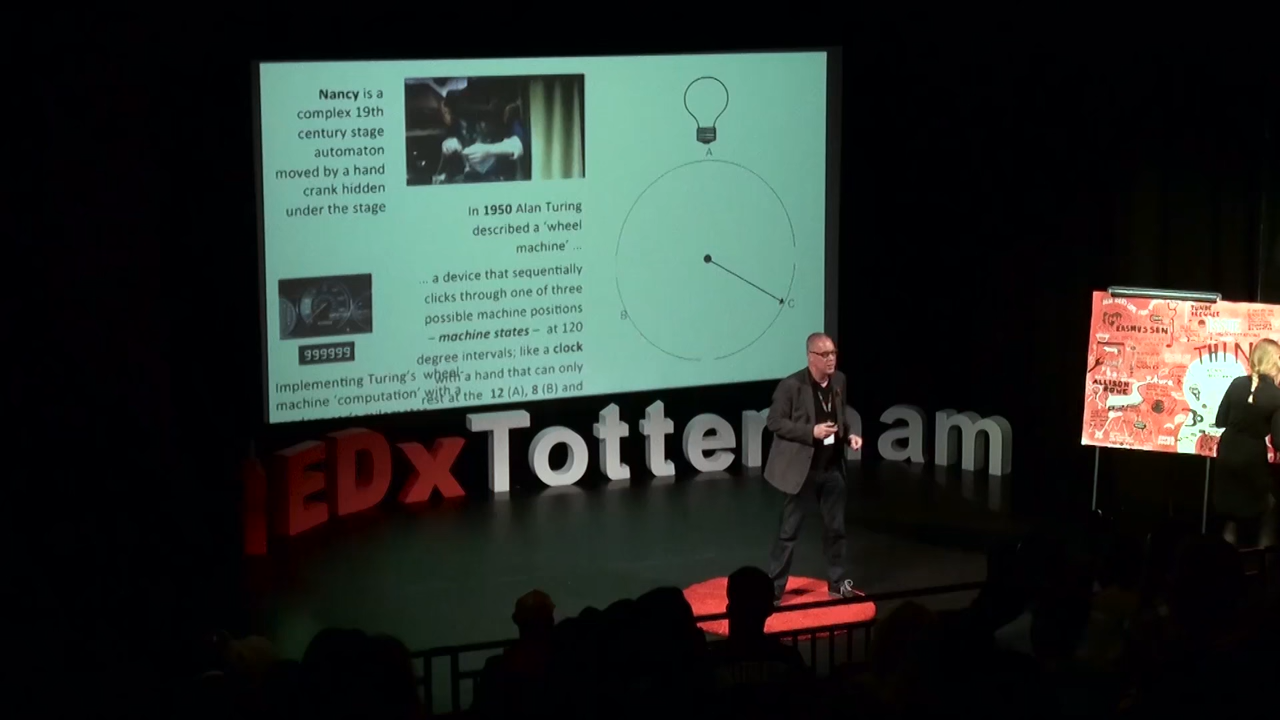 Nancy is a
complex 19th
century stage
automaton
moved by a hand
crank hidden
under the stage
In 1950 Alan Turing
described a 'wheel
machine' ...
... a device that sequentially
clicks through one of three
possible machine positions
– machine states – at 120
degree intervals; like a clock
with a hand that can only
rest at the 12 (A), 8 (B) and
999999
Implementing Turing's wheel-
machine 'computation' with a
A
B
C
TEDxTottenham
RASMUSSEN
ALLISON
ROWE
THIN